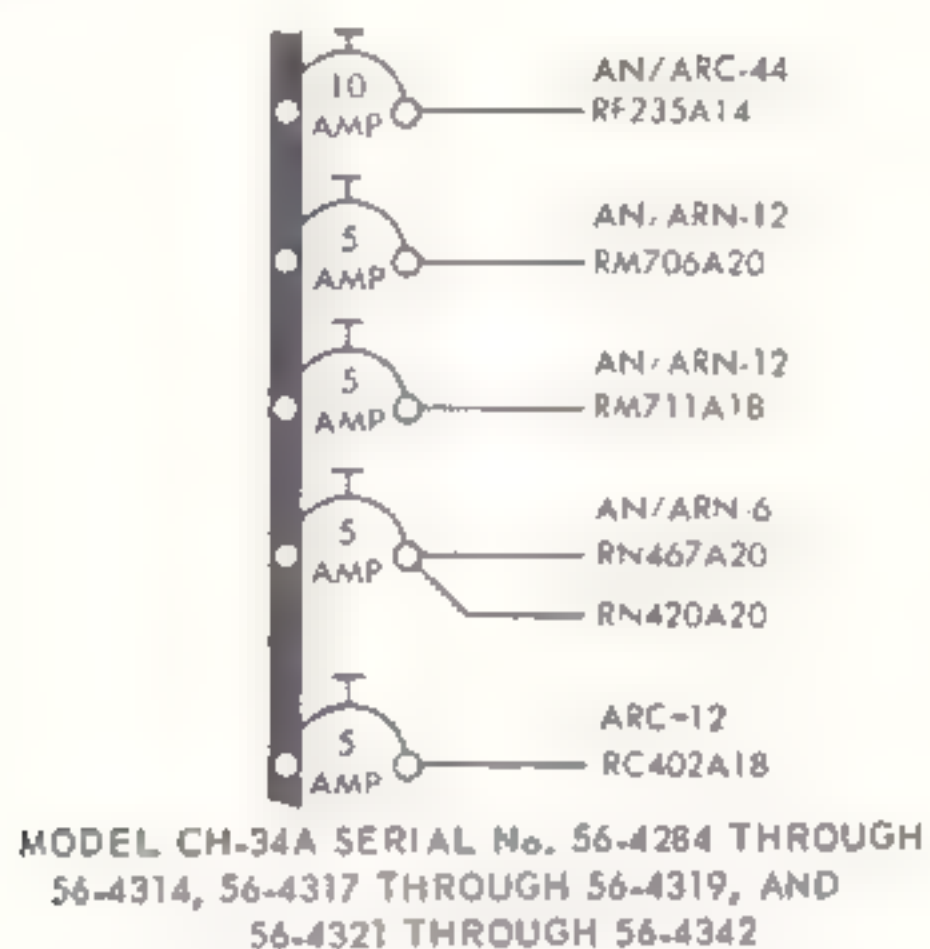 10
AMP
AN/ARC-44
RF235A14
5
AMP
AN/ARN-12
RM706A20
5
AMP
AN/ARN-12
RM711A18
5
AMP
AN/ARN-6
RN467A20
RN420A20
5
AMP
ARC-12
RC402A18
MODEL CH-34A SERIAL No. 56-4284 THROUGH
56-4314, 56-4317 THROUGH 56-4319, AND
56-4321 THROUGH 56-4342